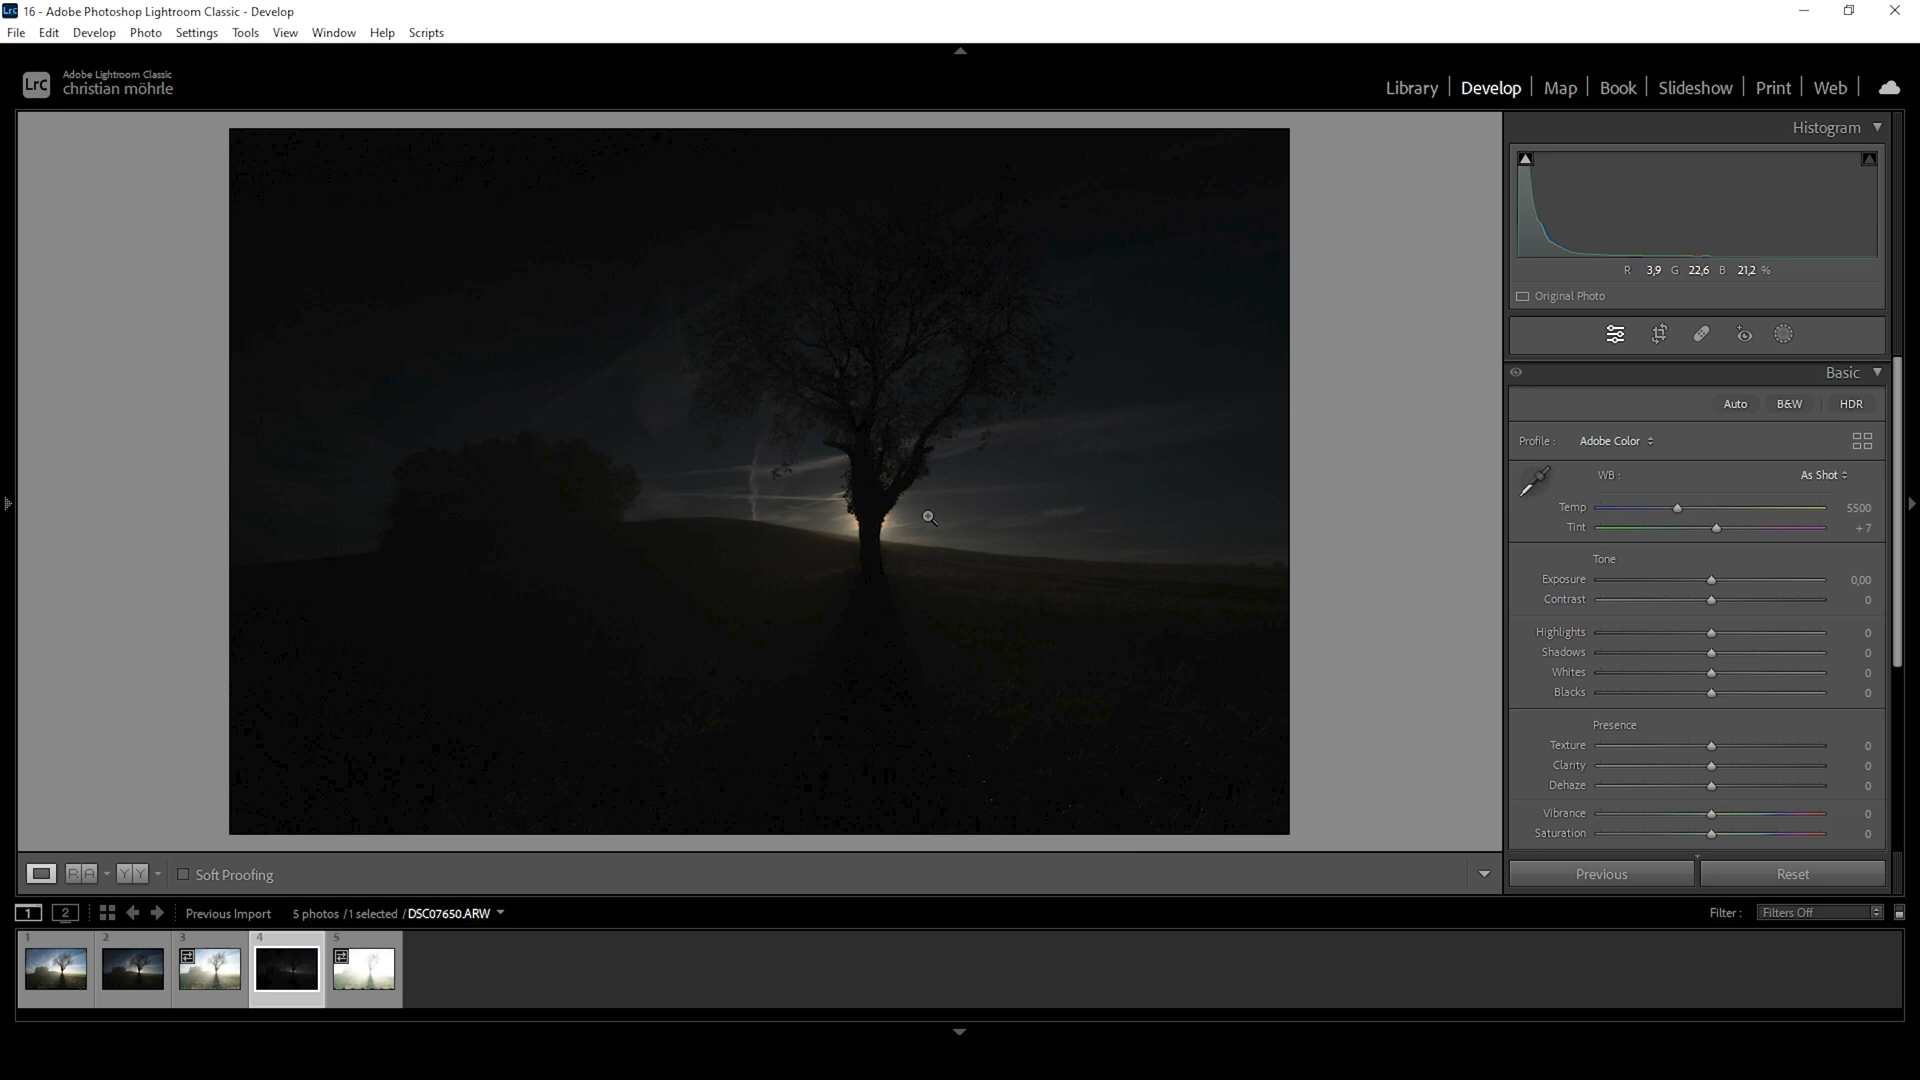 16 - Adobe Photoshop Lightroom Classic - Develop
File Edit Develop Photo Settings Tools View Window Help Scripts
LrC Adobe Lightroom Classic
christian möhrle
Library | Develop | Map | Book | Slideshow | Print | Web |
Histogram
R 3,9 G 22,6 B 21,2 %
Original Photo
Basic
Auto B&W | HDR
Profile : Adobe Color
WB : As Shot
Temp 5500
Tint + 7
Tone
Exposure 0,00
Contrast 0
Highlights 0
Shadows 0
Whites 0
Blacks 0
Presence
Texture 0
Clarity 0
Dehaze 0
Vibrance 0
Saturation 0
R A Y Y Soft Proofing
Previous Reset
1 2 Previous Import 5 photos / 1 selected / DSC07650.ARW Filter : Filters Off
1 2 3 4 5